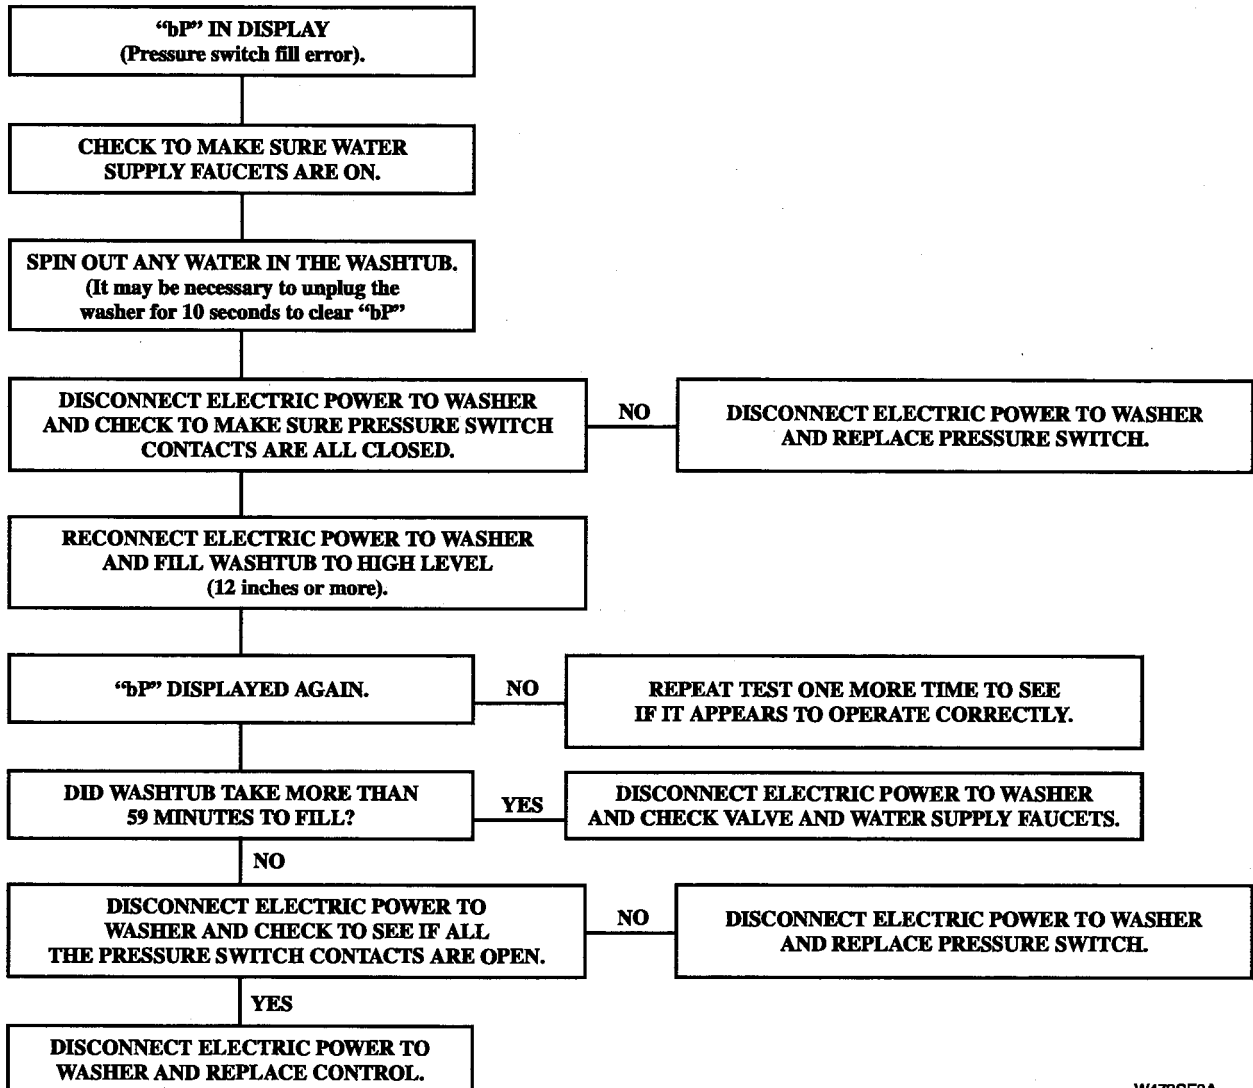 “bP” IN DISPLAY
(Pressure switch fill error).
CHECK TO MAKE SURE WATER
SUPPLY FAUCETS ARE ON.
SPIN OUT ANY WATER IN THE WASHTUB.
(It may be necessary to unplug the
washer for 10 seconds to clear “bP”
DISCONNECT ELECTRIC POWER TO WASHER
AND CHECK TO MAKE SURE PRESSURE SWITCH
CONTACTS ARE ALL CLOSED.
NO
DISCONNECT ELECTRIC POWER TO WASHER
AND REPLACE PRESSURE SWITCH.
RECONNECT ELECTRIC POWER TO WASHER
AND FILL WASHTUB TO HIGH LEVEL
(12 inches or more).
“bP” DISPLAYED AGAIN.
NO
REPEAT TEST ONE MORE TIME TO SEE
IF IT APPEARS TO OPERATE CORRECTLY.
DID WASHTUB TAKE MORE THAN
59 MINUTES TO FILL?
YES
DISCONNECT ELECTRIC POWER TO WASHER
AND CHECK VALVE AND WATER SUPPLY FAUCETS.
NO
DISCONNECT ELECTRIC POWER TO
WASHER AND CHECK TO SEE IF ALL
THE PRESSURE SWITCH CONTACTS ARE OPEN.
NO
DISCONNECT ELECTRIC POWER TO WASHER
AND REPLACE PRESSURE SWITCH.
YES
DISCONNECT ELECTRIC POWER TO
WASHER AND REPLACE CONTROL.